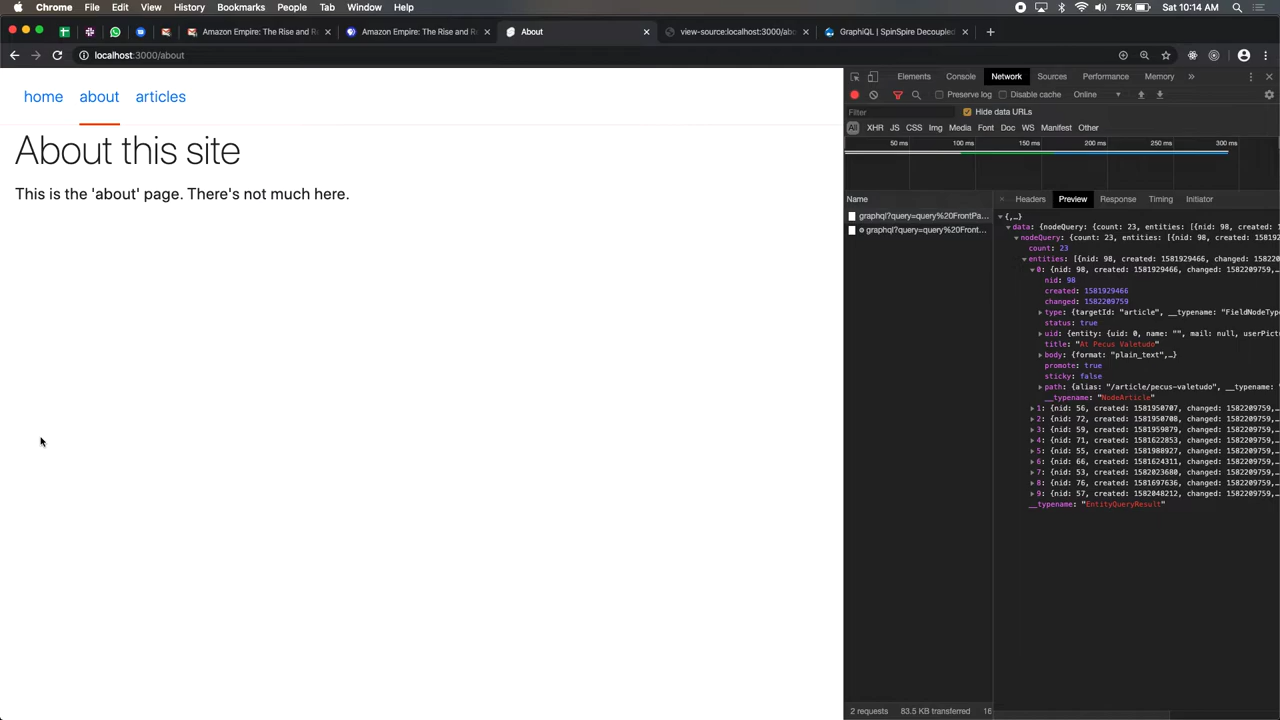 Chrome File Edit View History Bookmarks People Tab Window Help 75% Sat 10:14 AM
Amazon Empire: The Rise and R Amazon Empire: The Rise and R About view-source:localhost:3000/ab GraphiQL | SpinSpire Decouple
localhost:3000/about
home about articles
About this site
This is the 'about' page. There's not much here.
Elements Console Network Sources Performance Memory »
Preserve log Disable cache Online
Filter Hide data URLs
All XHR JS CSS Img Media Font Doc WS Manifest Other
50 ms 100 ms 150 ms 200 ms 250 ms 300 ms
Name
graphql?query=query%20FrontPa...
graphql?query=query%20Front...
Headers Preview Response Timing Initiator
{,…}
data: {nodeQuery: {count: 23, entities: [{nid: 98, created:
nodeQuery: {count: 23, entities: [{nid: 98, created: 1581929
count: 23
entities: [{nid: 98, created: 1581929466, changed: 158220
0: {nid: 98, created: 1581929466, changed: 1582209759,…
nid: 98
created: 1581929466
changed: 1582209759
type: {targetId: "article", __typename: "FieldNodeTyp
status: true
uid: {entity: {uid: 0, name: "", mail: null, userPict
title: "At Pecus Valetudo"
body: {format: "plain_text",…}
promote: true
sticky: false
path: {alias: "/article/pecus-valetudo", __typename:
__typename: "NodeArticle"
1: {nid: 56, created: 1581950707, changed: 1582209759,…
2: {nid: 72, created: 1581950708, changed: 1582209759,…
3: {nid: 59, created: 1581959879, changed: 1582209759,…
4: {nid: 71, created: 1581622853, changed: 1582209759,…
5: {nid: 55, created: 1581988927, changed: 1582209759,…
6: {nid: 66, created: 1581624311, changed: 1582209759,…
7: {nid: 53, created: 1582023680, changed: 1582209759,…
8: {nid: 76, created: 1581697636, changed: 1582209759,…
9: {nid: 57, created: 1582048212, changed: 1582209759,…
__typename: "EntityQueryResult"
2 requests 83.5 KB transferred 16